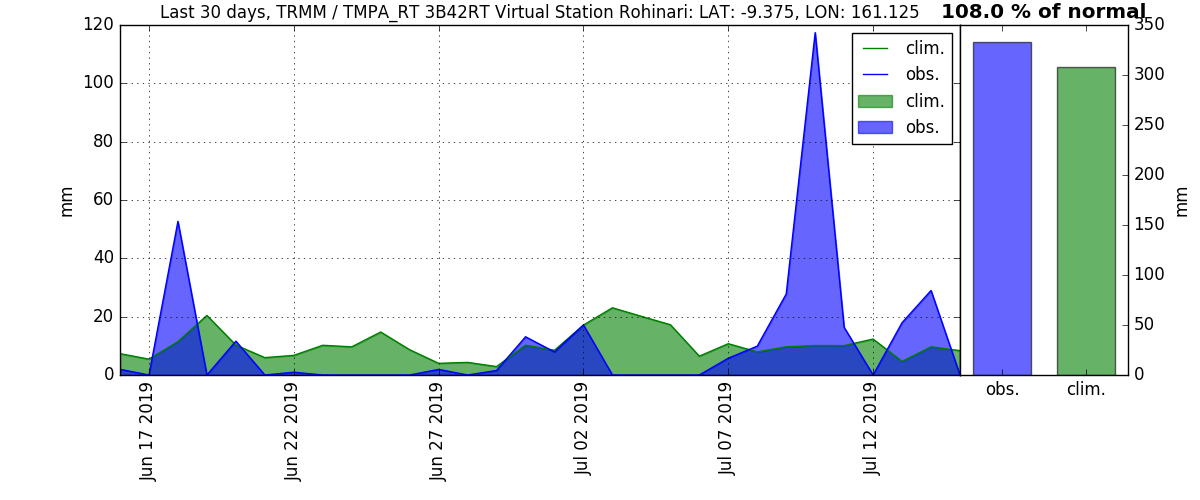 Last 30 days, TRMM / TMPA_RT 3B42RT Virtual Station Rohinari: LAT: -9.375, LON: 161.125
108.0 % of normal
120
100
80
60
40
20
0
mm
clim.
obs.
clim.
obs.
350
300
250
200
150
100
50
0
mm
Jun 17 2019
Jun 22 2019
Jun 27 2019
Jul 02 2019
Jul 07 2019
Jul 12 2019
obs.
clim.